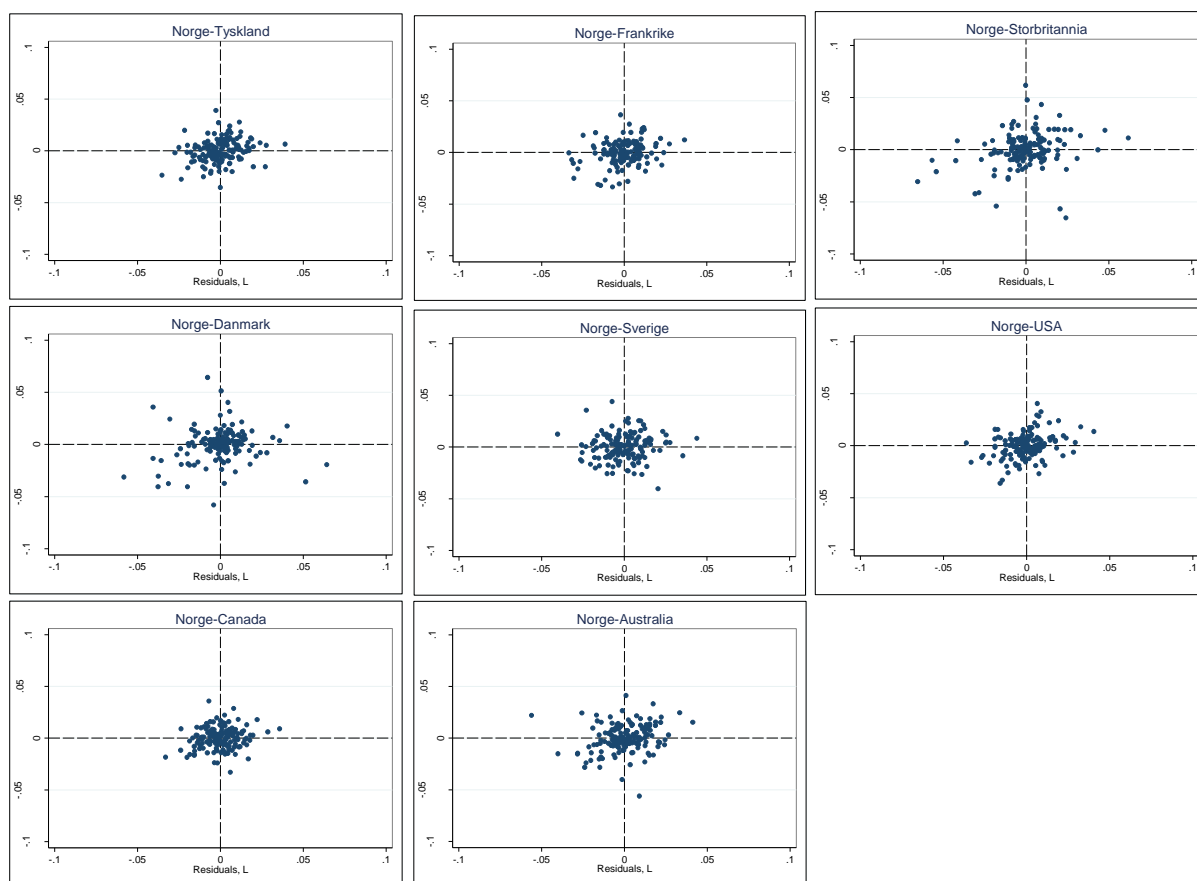 Norge-Tyskland
.1
.05
0
-.05
-.1
-.1 -.05 0 .05 .1
Residuals, L
Norge-Frankrike
.1
.05
0
-.05
-.1
-.1 -.05 0 .05 .1
Residuals, L
Norge-Storbritannia
.1
.05
0
-.05
-.1
-.1 -.05 0 .05 .1
Residuals, L
Norge-Danmark
.1
.05
0
-.05
-.1
-.1 -.05 0 .05 .1
Residuals, L
Norge-Sverige
.1
.05
0
-.05
-.1
-.1 -.05 0 .05 .1
Residuals, L
Norge-USA
.1
.05
0
-.05
-.1
-.1 -.05 0 .05 .1
Residuals, L
Norge-Canada
.1
.05
0
-.05
-.1
-.1 -.05 0 .05 .1
Residuals, L
Norge-Australia
.1
.05
0
-.05
-.1
-.1 -.05 0 .05 .1
Residuals, L